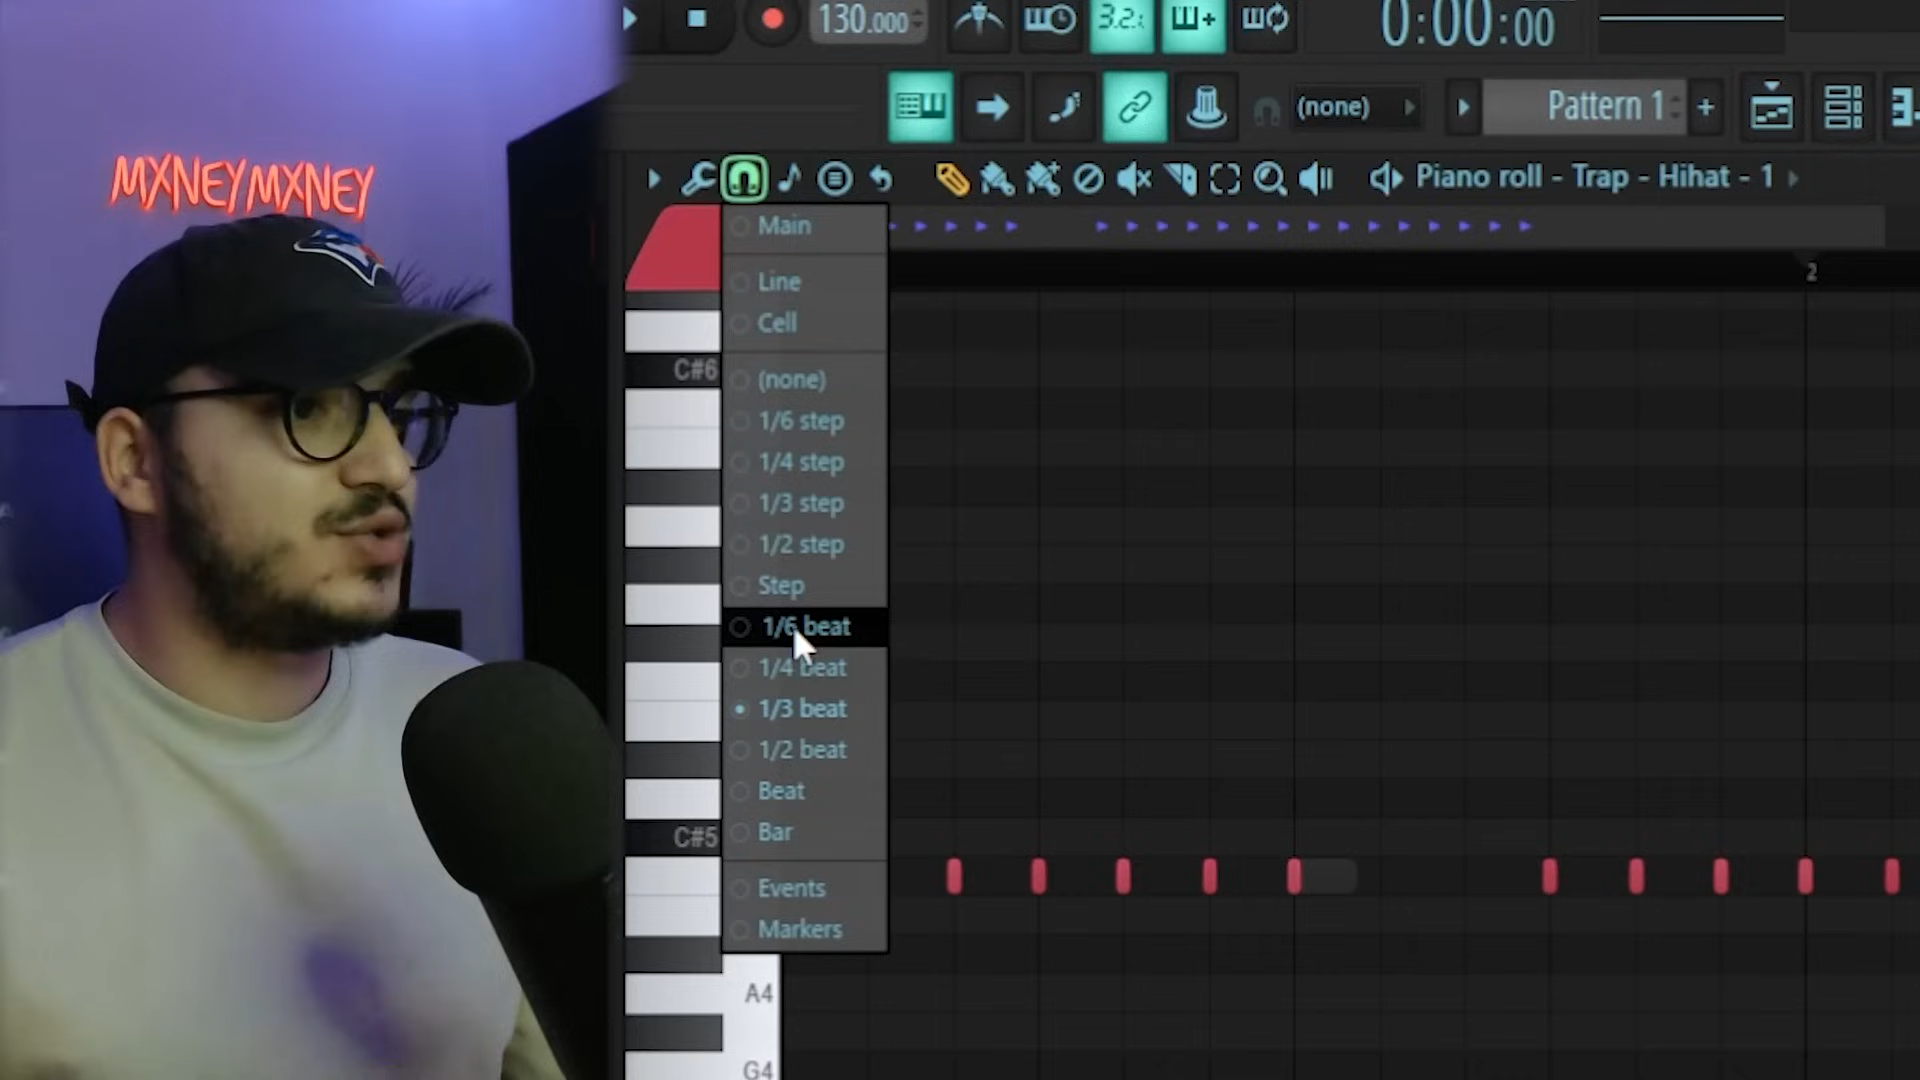 130.000
3.2.
0:00:00
(none)
Pattern 1
+
Piano roll - Trap - Hihat - 1
MXNEYMXNEY
Main
2
Line
Cell
C#6
(none)
1/6 step
1/4 step
1/3 step
1/2 step
Step
1/6 beat
1/4 beat
1/3 beat
1/2 beat
Beat
C#5
Bar
Events
Markers
A4
G4